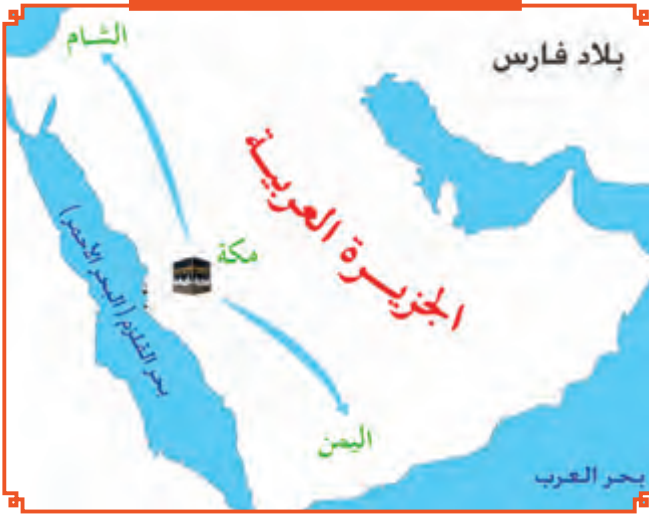 الشام
بلاد فارس
الجزيرة العربية
مكة
بحر القلزم (البحر الأحمر)
اليمن
بحر العرب